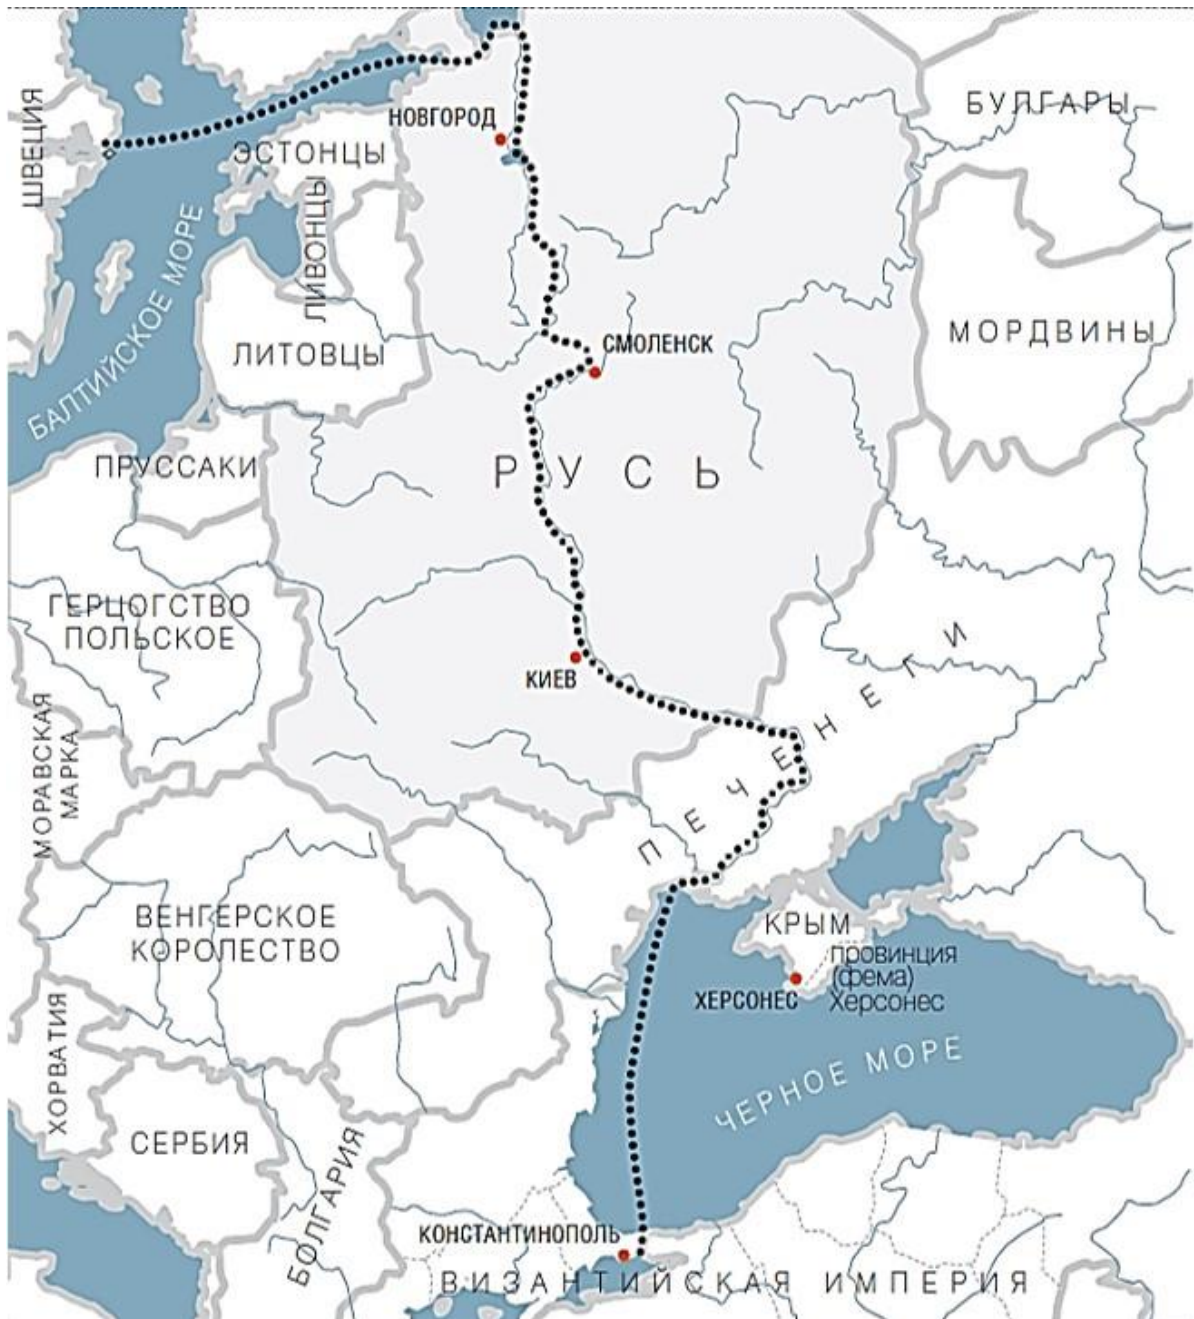 БУЛГАРЫ
НОВГОРОД
ШВЕЦИЯ
ЭСТОНЦЫ
ЛИВОНЦЫ
БАЛТИЙСКОЕ МОРЕ
МОРДВИНЫ
СМОЛЕНСК
ЛИТОВЦЫ
ПРУССАКИ
РУСЬ
ГЕРЦОГСТВО
ПОЛЬСКОЕ
ПЕЧЕНЕГИ
КИЕВ
МОРАВСКАЯ
МАРКА
ВЕНГЕРСКОЕ
КОРОЛЕСТВО
КРЫМ
ПРОВИНЦИЯ
(фема)
Херсонес
ХЕРСОНЕС
ХОРВАТИЯ
ЧЕРНОЕ МОРЕ
СЕРБИЯ
БОЛГАРИЯ
КОНСТАНТИНОПОЛЬ
ВИЗАНТИЙСКАЯ ИМПЕРИЯ